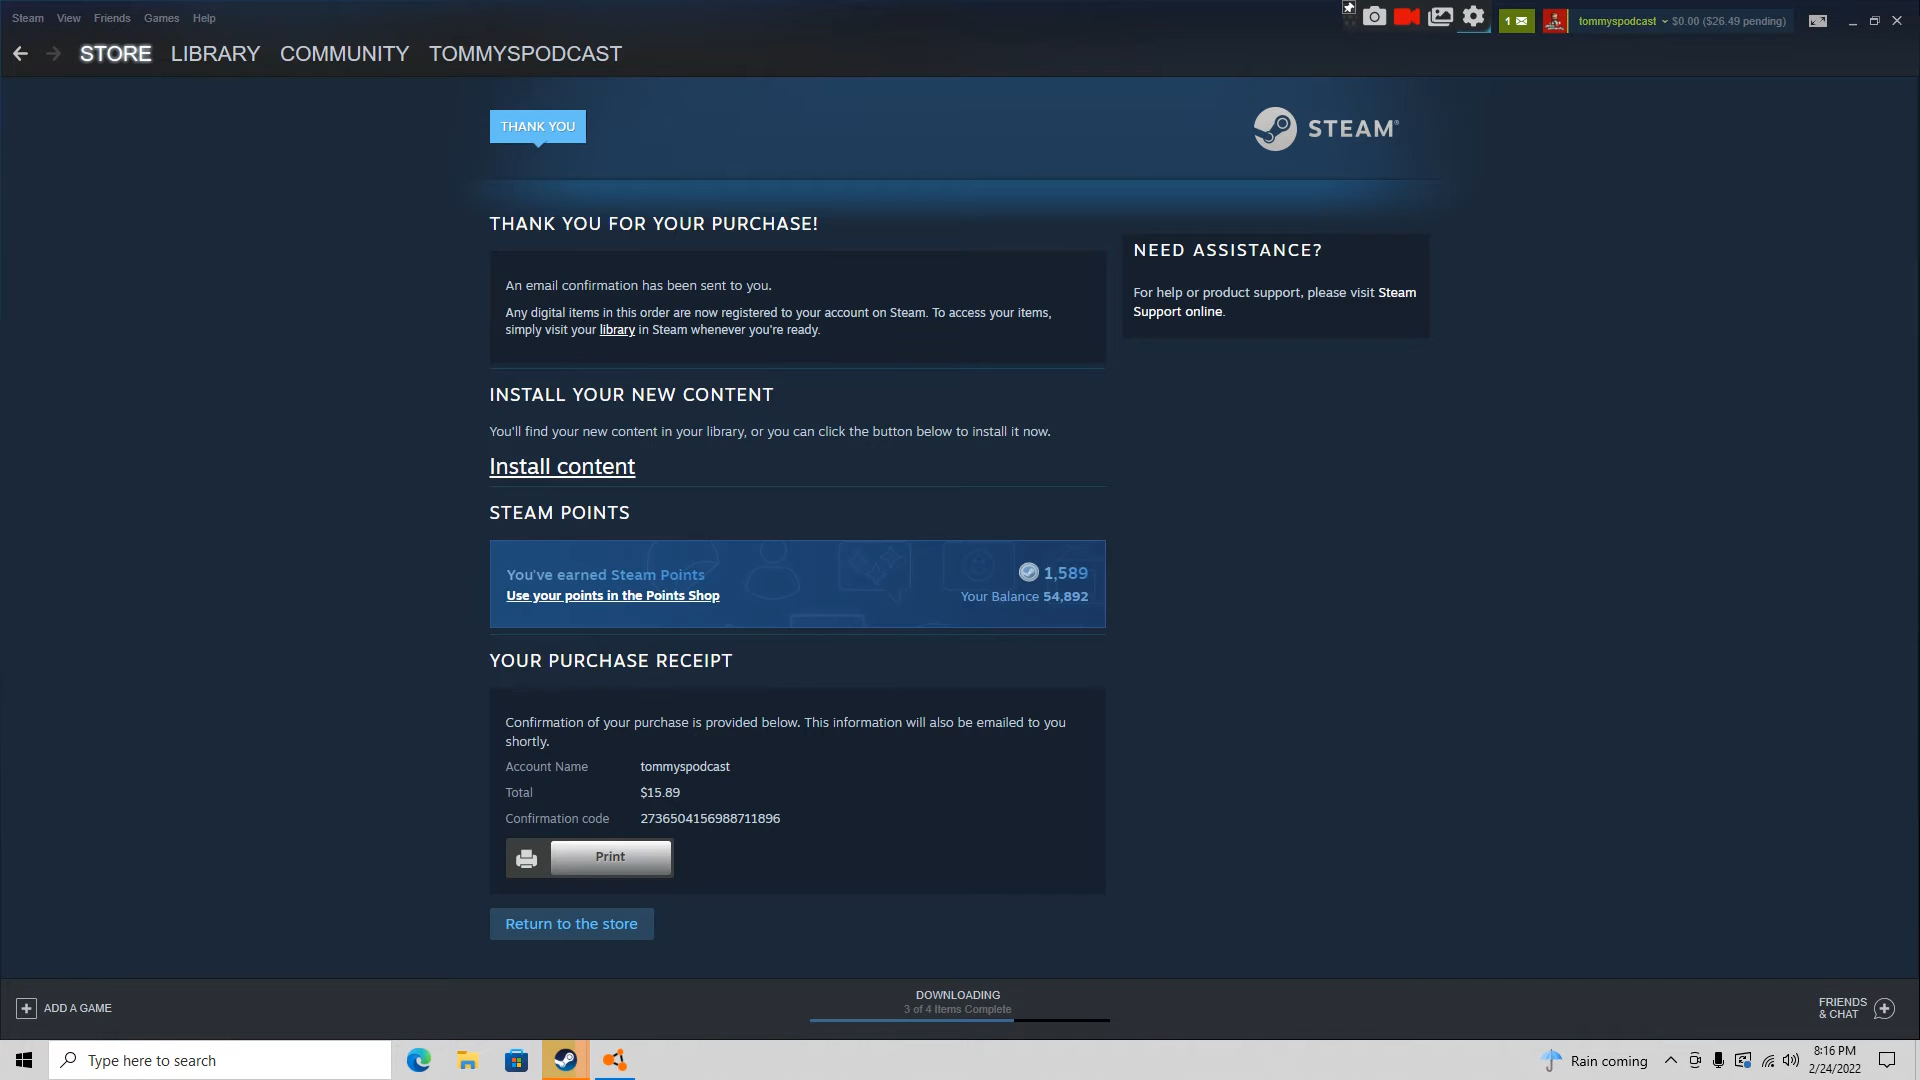 Steam View Friends Games Help
1 tommyspodcast $0.00 ($26.49 pending)
STORE LIBRARY COMMUNITY TOMMYSPODCAST
THANK YOU
STEAM®
THANK YOU FOR YOUR PURCHASE!
An email confirmation has been sent to you.
Any digital items in this order are now registered to your account on Steam. To access your items,
simply visit your library in Steam whenever you're ready.
NEED ASSISTANCE?
For help or product support, please visit Steam
Support online.
INSTALL YOUR NEW CONTENT
You'll find your new content in your library, or you can click the button below to install it now.
Install content
STEAM POINTS
You've earned Steam Points
1,589
Use your points in the Points Shop
Your Balance 54,892
YOUR PURCHASE RECEIPT
Confirmation of your purchase is provided below. This information will also be emailed to you
shortly.
Account Name tommyspodcast
Total $15.89
Confirmation code 2736504156988711896
Print
Return to the store
ADD A GAME
DOWNLOADING
3 of 4 Items Complete
FRIENDS
& CHAT
Type here to search
Rain coming
8:16 PM
2/24/2022